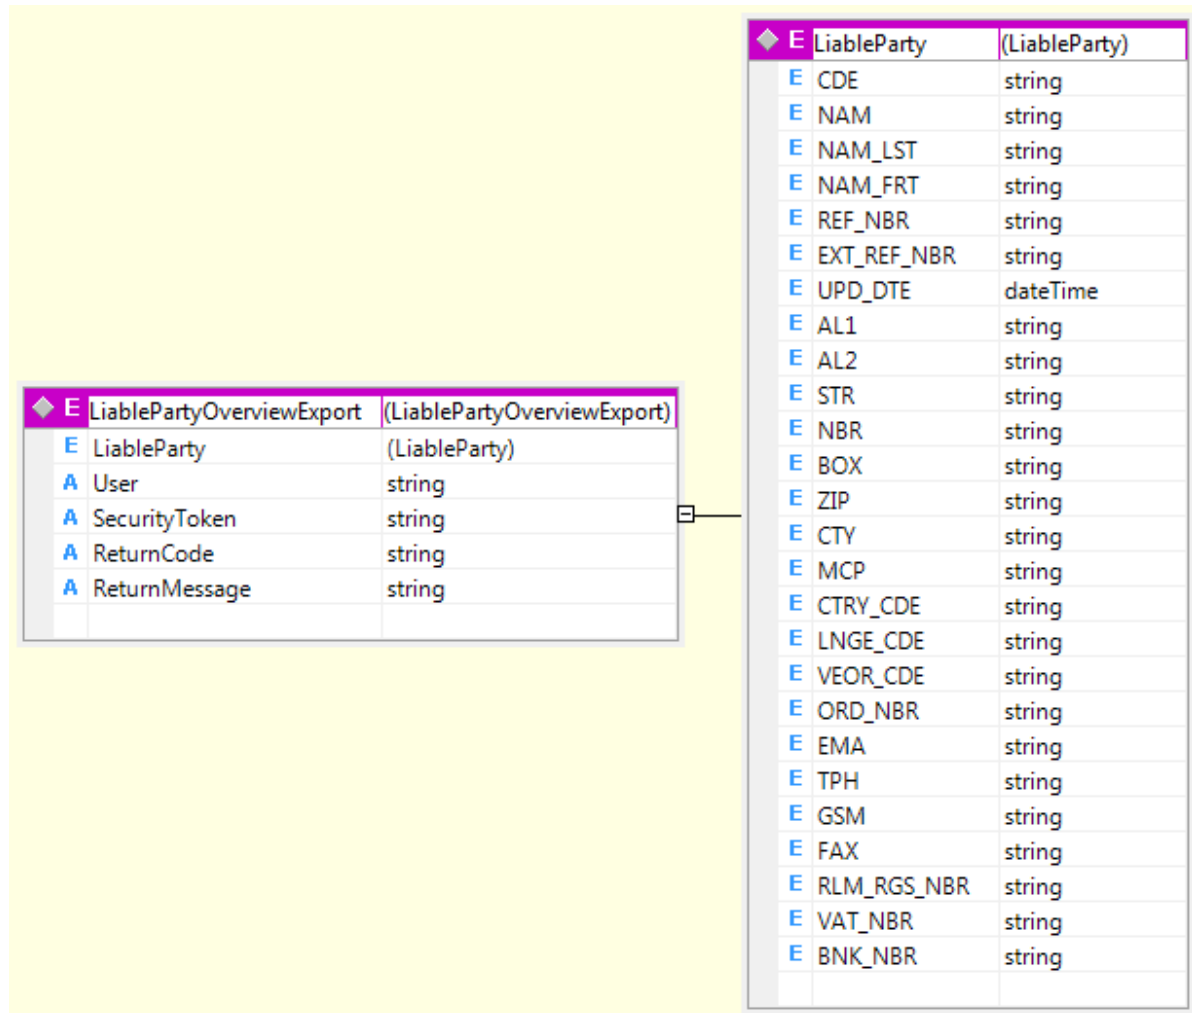 E LiablePartyOverviewExport (LiablePartyOverviewExport)
E LiableParty (LiableParty)
A User string
A SecurityToken string
A ReturnCode string
A ReturnMessage string
E LiableParty (LiableParty)
E CDE string
E NAM string
E NAM_LST string
E NAM_FRT string
E REF_NBR string
E EXT_REF_NBR string
E UPD_DTE dateTime
E AL1 string
E AL2 string
E STR string
E NBR string
E BOX string
E ZIP string
E CTY string
E MCP string
E CTRY_CDE string
E LNGE_CDE string
E VEOR_CDE string
E ORD_NBR string
E EMA string
E TPH string
E GSM string
E FAX string
E RLM_RGS_NBR string
E VAT_NBR string
E BNK_NBR string